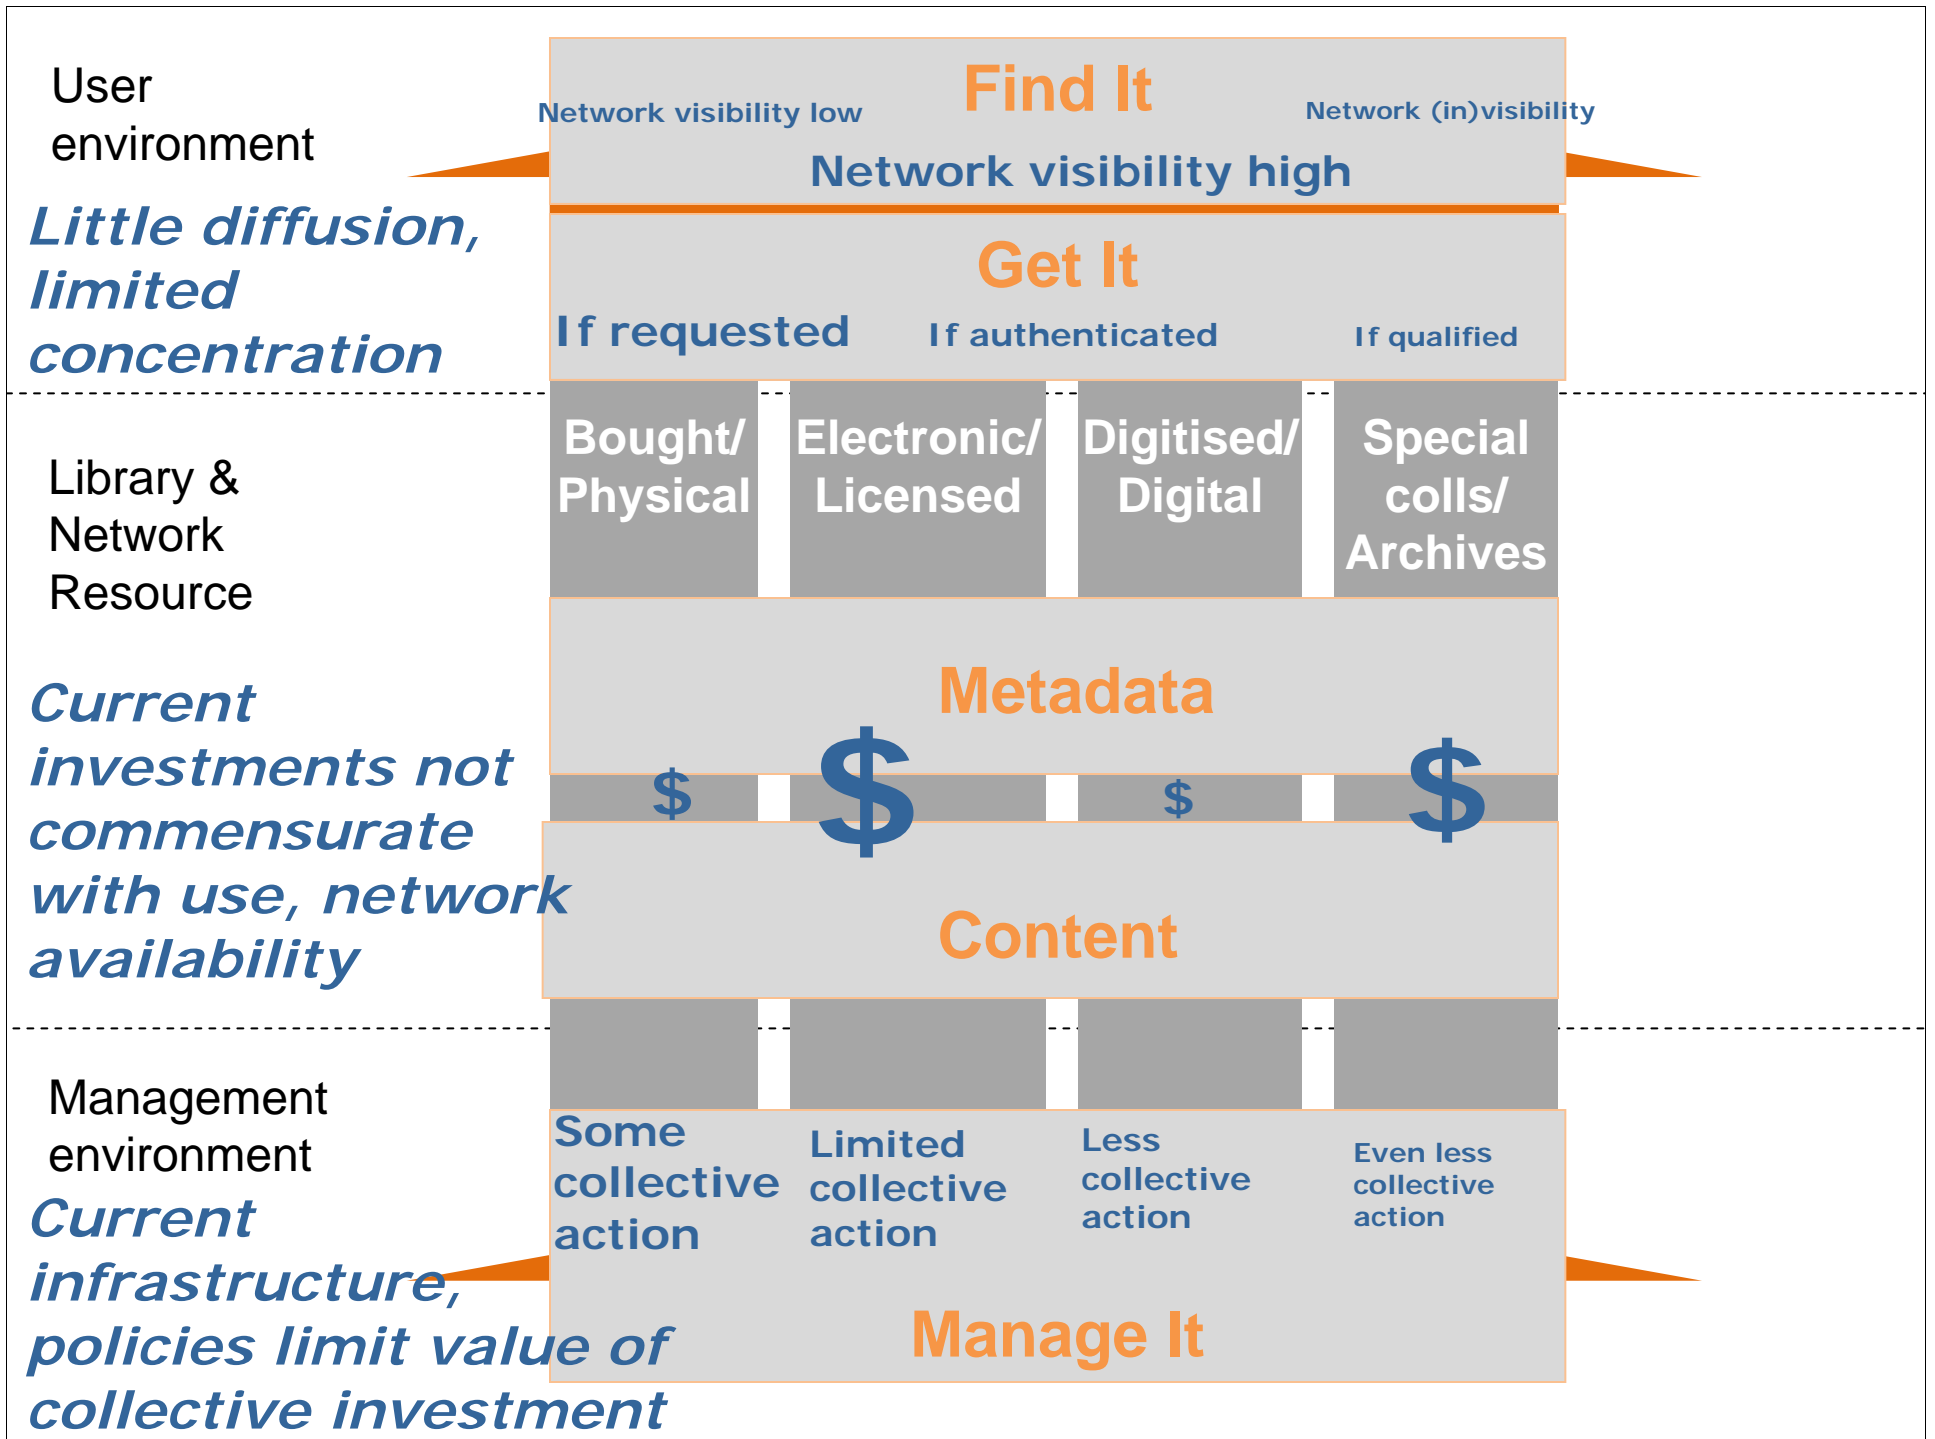 User
environment
Little diffusion,
limited
concentration
Find It
Network visibility low
Network (in)visibility
Network visibility high
Get It
If requested
If authenticated
If qualified
Library &
Network
Resource
Current
investments not
commensurate
with use, network
availability
Bought/
Physical
Electronic/
Licensed
Digitised/
Digital
Special
colls/
Archives
Metadata
$
$
$
$
Content
Management
environment
Current
infrastructure,
policies limit value of
collective investment
Some
collective
action
Limited
collective
action
Less
collective
action
Even less
collective
action
Manage It